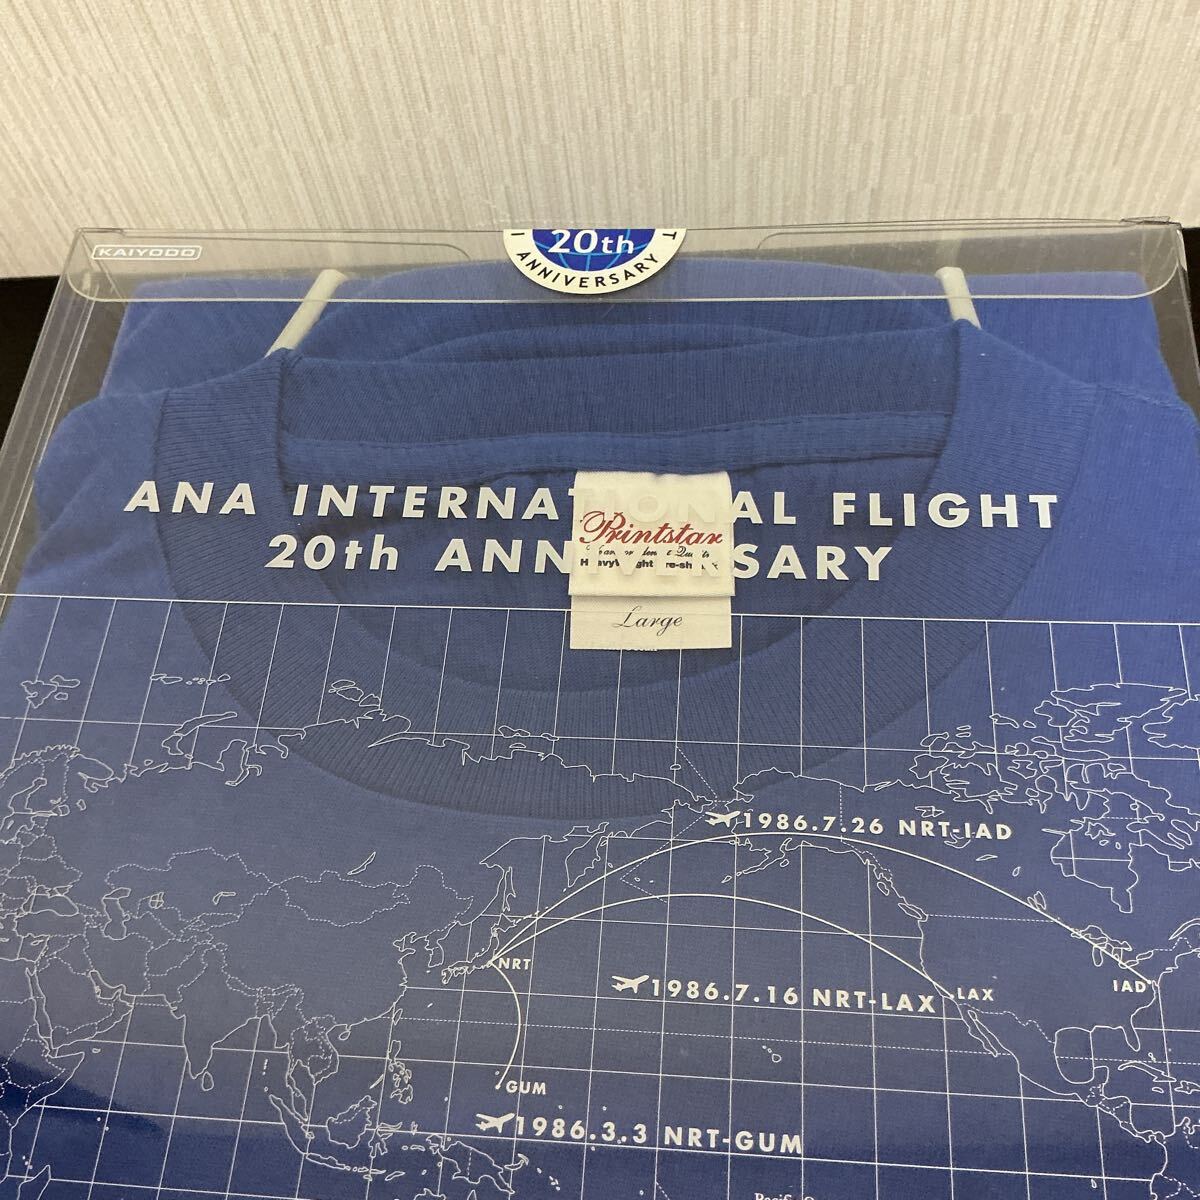 KAIYODO
20th
ANNIVERSARY
ANA INTERNATIONAL FLIGHT
20th ANNIVERSARY
Printstar
Large
1986.7.26 NRT-IAD
NRT
1986.7.16 NRT-LAX
LAX
IAD
GUM
1986.3.3 NRT-GUM